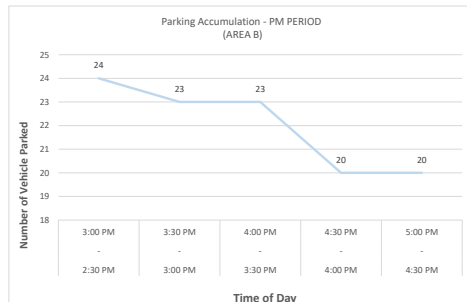 Parking Accumulation - PM PERIOD
(AREA B)
25
24
23
22
21
20
19
18
24
23
23
20
20
Number of Vehicle Parked
3:00 PM 3:30 PM 4:00 PM 4:30 PM 5:00 PM
- - - - -
2:30 PM 3:00 PM 3:30 PM 4:00 PM 4:30 PM
Time of Day